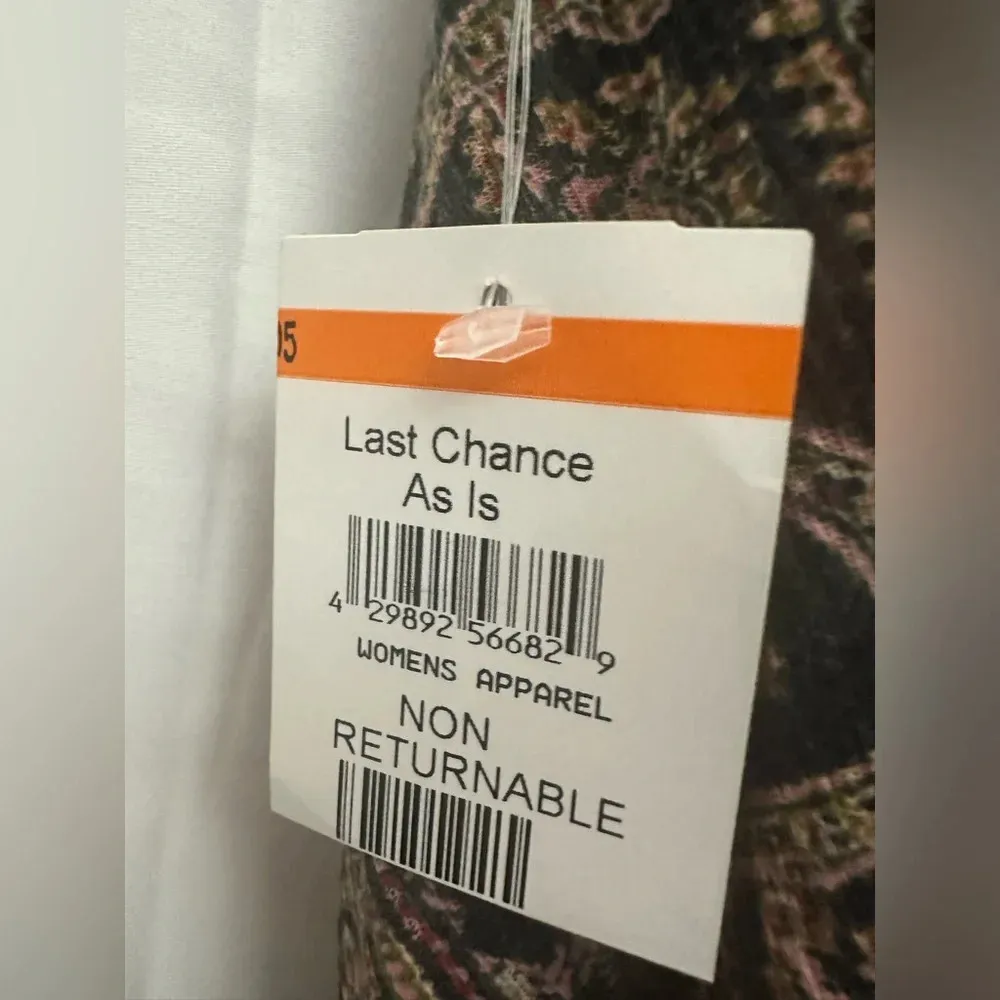 05
Last Chance
As Is
4 29892 56682 9
WOMENS APPAREL
NON
RETURNABLE